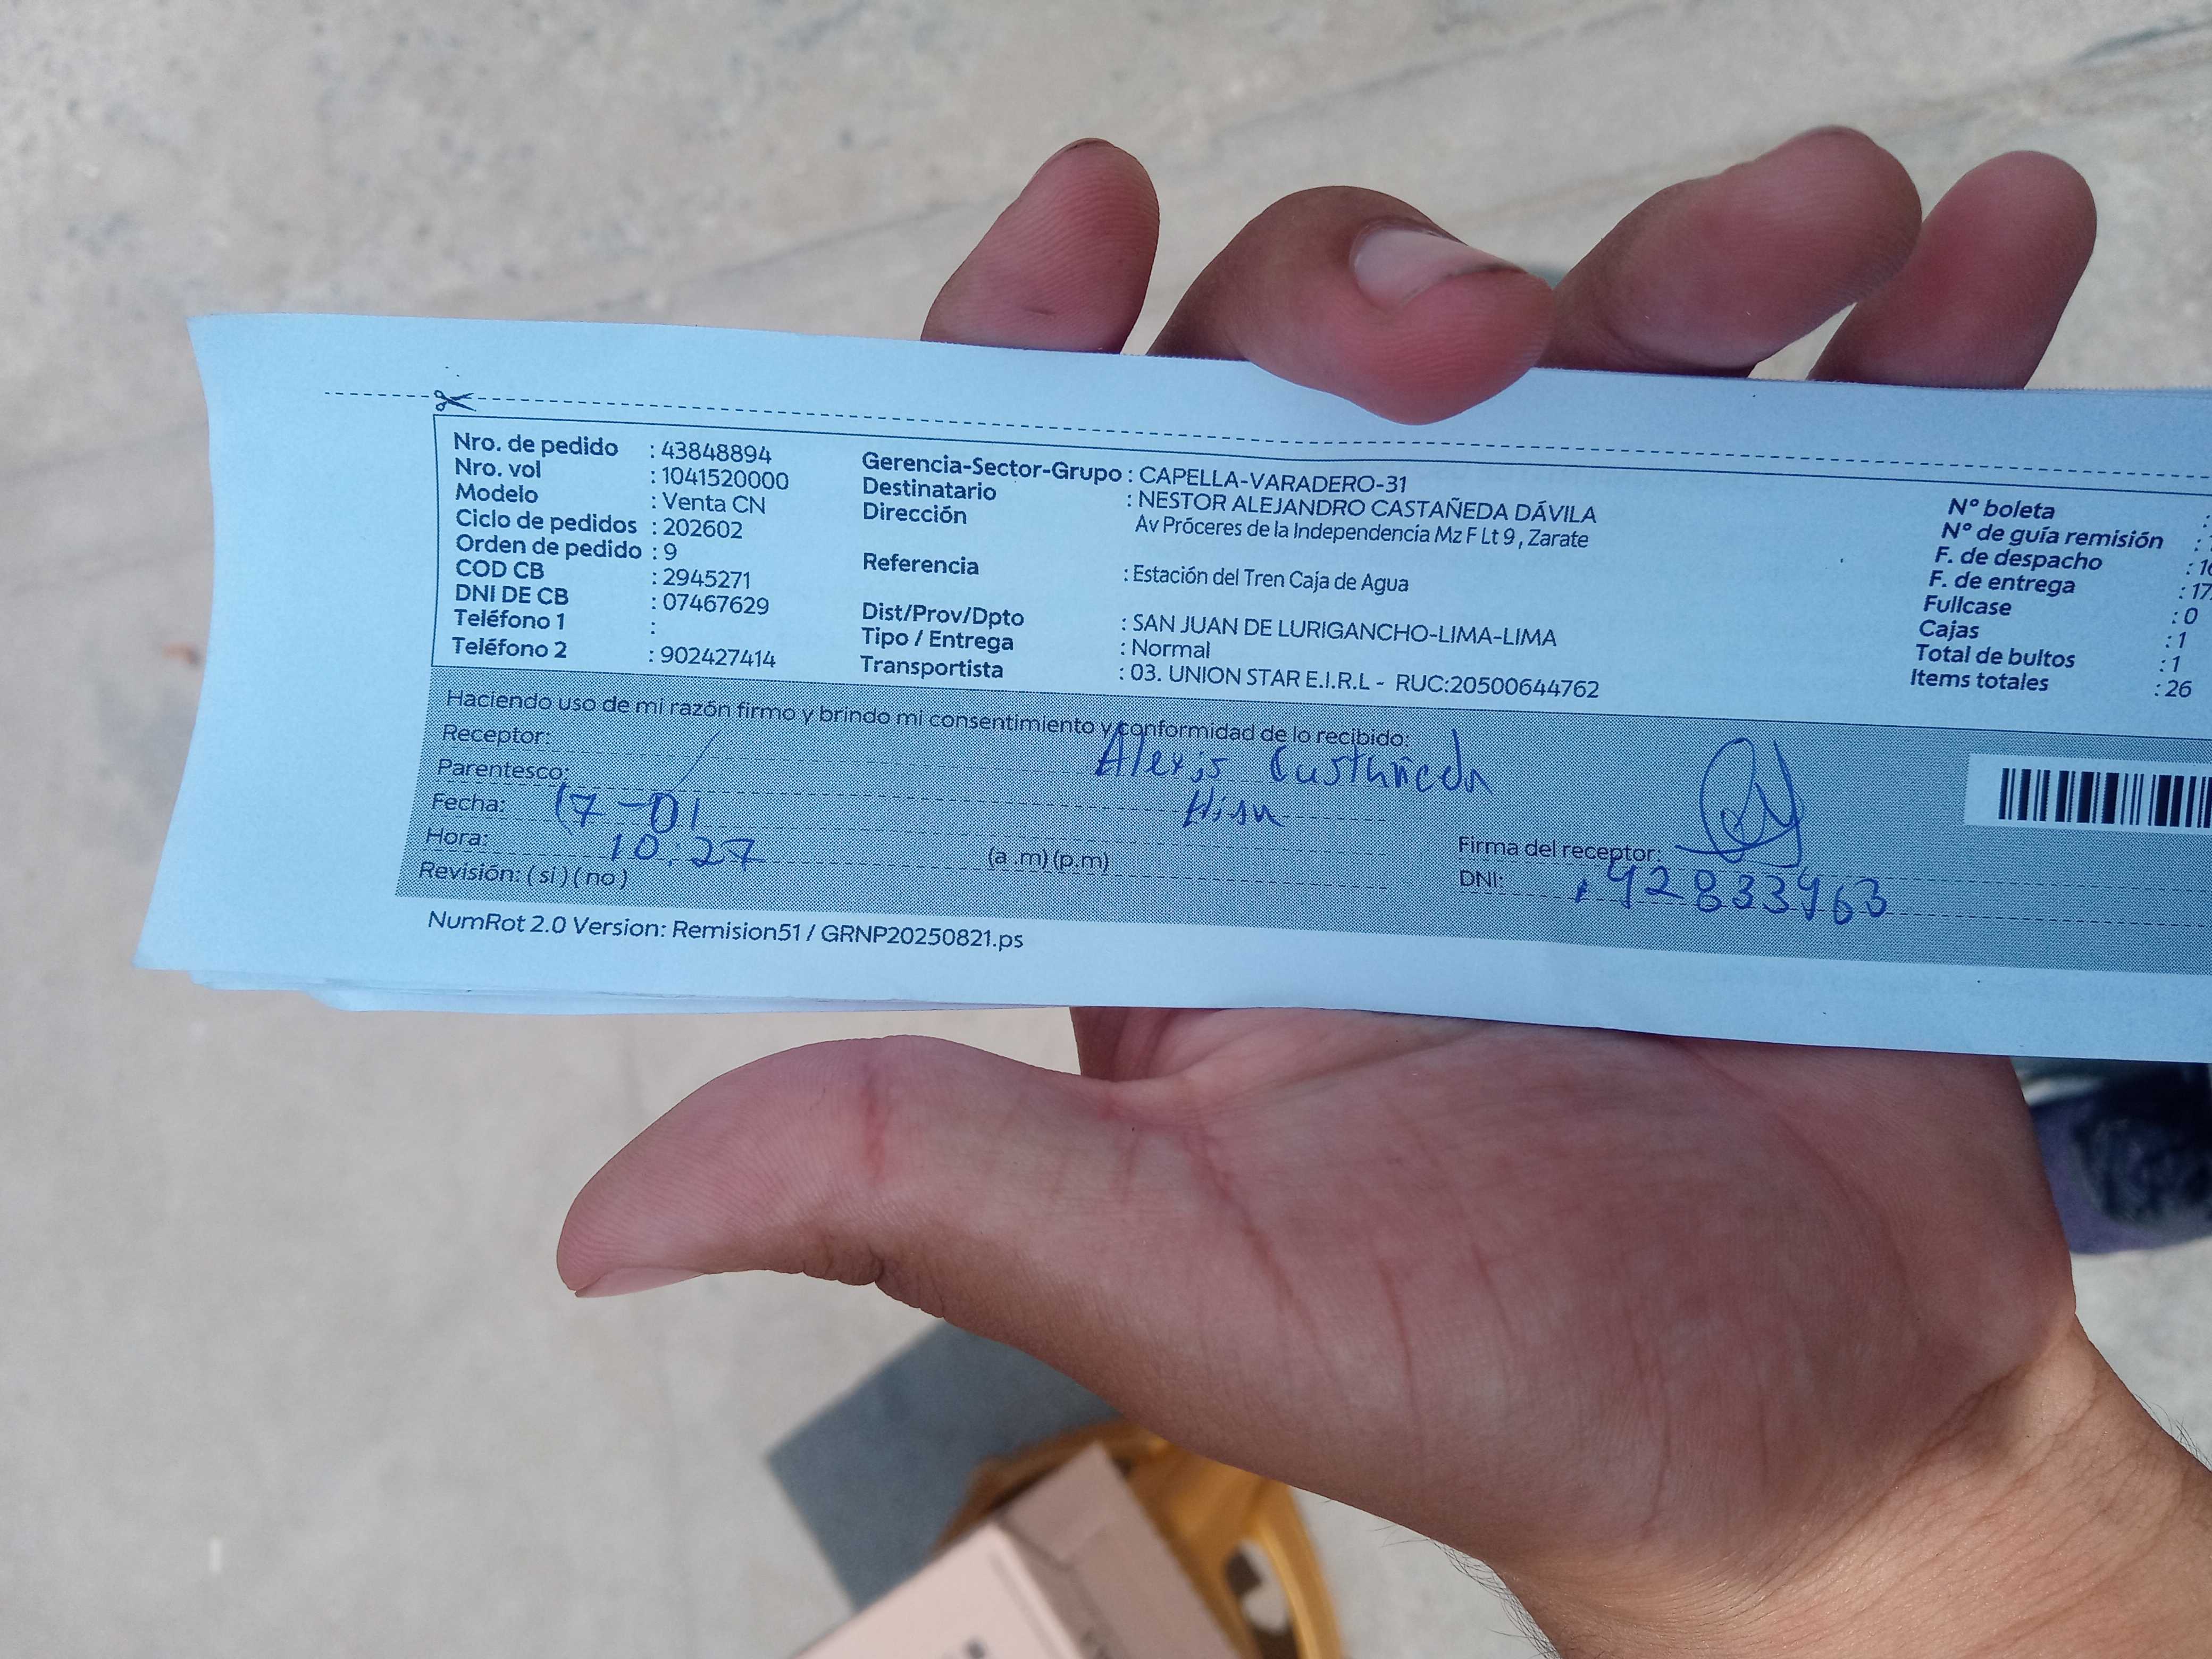 Nro. de pedido : 43848894
Nro. vol : 1041520000
Modelo : Venta CN
Ciclo de pedidos : 202602
Orden de pedido : 9
COD CB : 2945271
DNI DE CB : 07467629
Teléfono 1 :
Teléfono 2 : 902427414
Gerencia-Sector-Grupo : CAPELLA-VARADERO-31
Destinatario : NESTOR ALEJANDRO CASTAÑEDA DÁVILA
Dirección Av Próceres de la Independencia Mz F Lt 9 , Zarate
Referencia : Estación del Tren Caja de Agua
Dist/Prov/Dpto : SAN JUAN DE LURIGANCHO-LIMA-LIMA
Tipo / Entrega : Normal
Transportista : 03. UNION STAR E.I.R.L - RUC:20500644762
N° boleta :
N° de guía remisión :
F. de despacho :
F. de entrega : 17
Fullcase : 0
Cajas : 1
Total de bultos : 1
Items totales : 26
Haciendo uso de mi razón firmo y brindo mi consentimiento y conformidad de lo recibido:
Receptor: Alexis Castañeda
Parentesco:
Fecha: 17-01
Hora: 10:27 (a .m) (p.m)
Revisión: ( si ) ( no )
Firma del receptor:
DNI: 42833963
NumRot 2.0 Version: Remision51 / GRNP20250821.ps